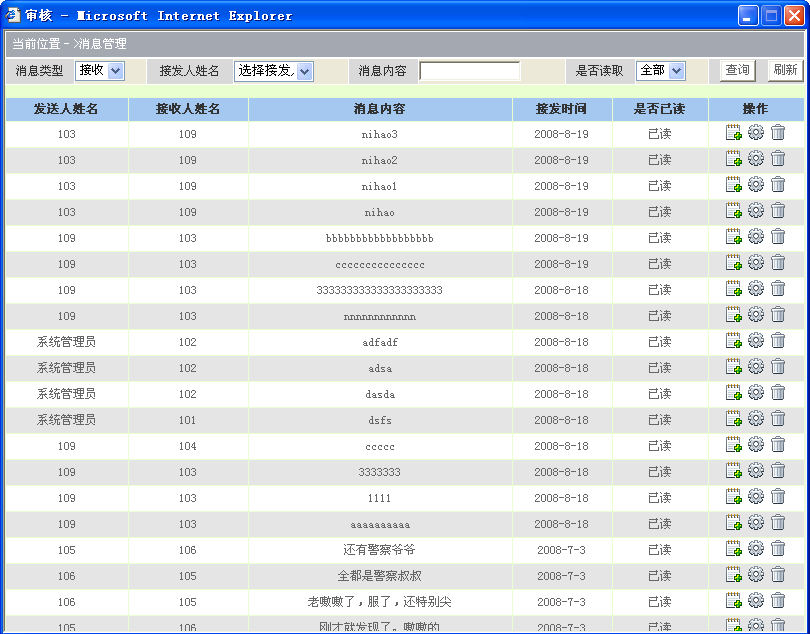 审核 - Microsoft Internet Explorer
当前位置->消息管理
消息类型 接收 接发人姓名 选择接发人 消息内容 是否读取 全部 查询 刷新
发送人姓名 接收人姓名 消息内容 接发时间 是否已读 操作
103 109 nihao3 2008-8-19 已读
103 109 nihao2 2008-8-19 已读
103 109 nihao1 2008-8-19 已读
103 109 nihao 2008-8-19 已读
109 103 bbbbbbbbbbbbbbbbbb 2008-8-19 已读
109 103 ccccccccccccccc 2008-8-19 已读
109 103 333333333333333333333 2008-8-18 已读
109 103 nnnnnnnnnnnn 2008-8-18 已读
系统管理员 102 adfadf 2008-8-18 已读
系统管理员 102 adsa 2008-8-18 已读
系统管理员 102 dasda 2008-8-18 已读
系统管理员 101 dsfs 2008-8-18 已读
109 104 ccccc 2008-8-18 已读
109 103 3333333 2008-8-18 已读
109 103 1111 2008-8-18 已读
109 103 aaaaaaaaaa 2008-8-18 已读
105 106 还有警察爷爷 2008-7-3 已读
106 105 全都是警察叔叔 2008-7-3 已读
106 105 老嗷嗷了，服了，还特别尖 2008-7-3 已读
105 106 刚才就发现了。嗷嗷的 2008-7-3 已读